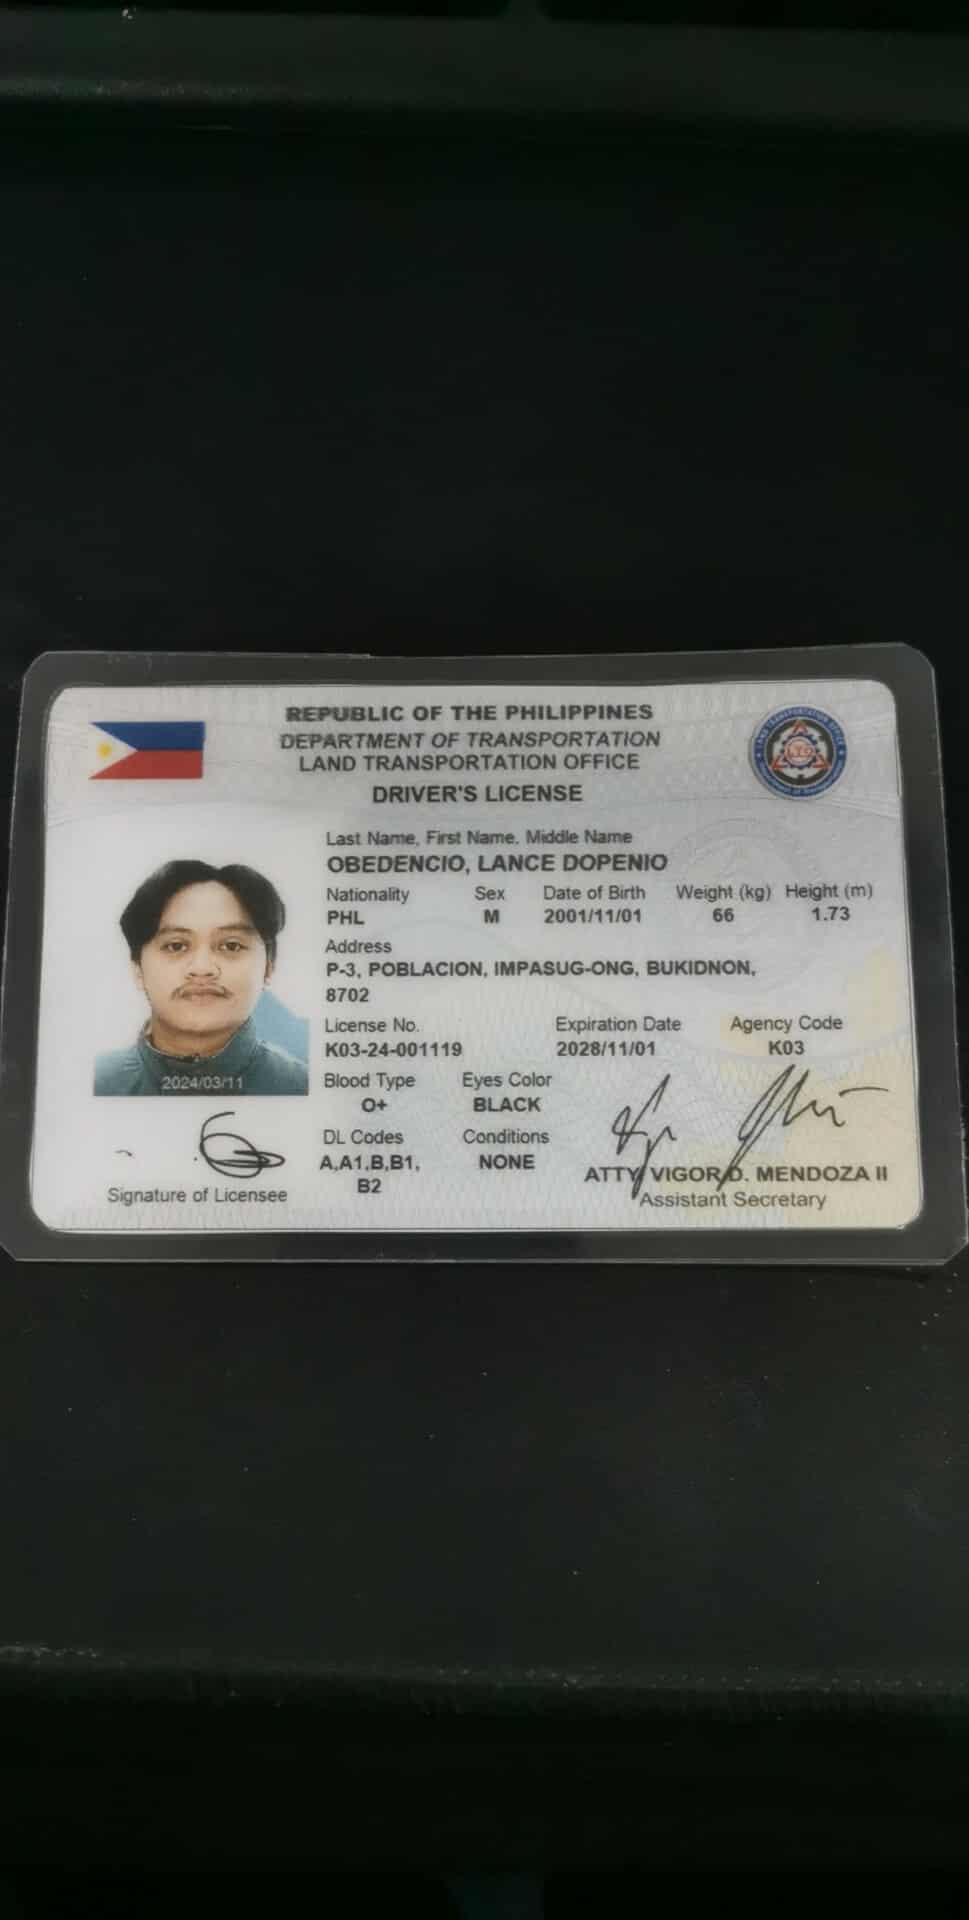 REPUBLIC OF THE PHILIPPINES
DEPARTMENT OF TRANSPORTATION
LAND TRANSPORTATION OFFICE
DRIVER'S LICENSE
Last Name, First Name, Middle Name
OBEDENCIO, LANCE DOPENIO
Nationality Sex Date of Birth Weight (kg) Height (m)
PHL M 2001/11/01 66 1.73
Address
P-3, POBLACION, IMPASUG-ONG, BUKIDNON,
8702
License No. Expiration Date Agency Code
K03-24-001119 2028/11/01 K03
2024/03/11
Blood Type Eyes Color
O+ BLACK
DL Codes Conditions
A,A1,B,B1, NONE
B2
Signature of Licensee
ATTY VIGOR D. MENDOZA II
Assistant Secretary
LAND TRANSPORTATION OFFICE
LTO
Department of Transportation